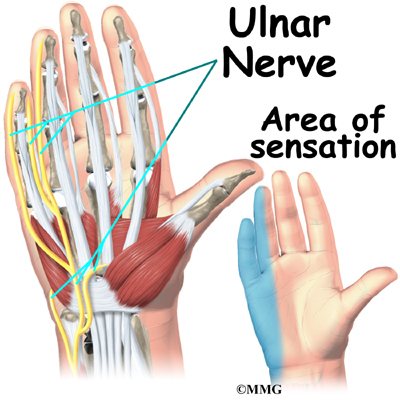 Ulnar
Nerve
Area of
sensation
©MMG